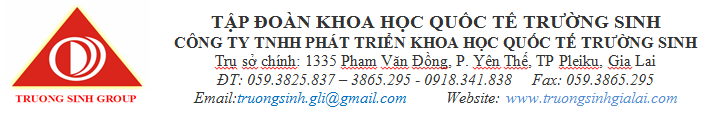 TẬP ĐOÀN KHOA HỌC QUÔC TÊ TRƯỜNG SINH
CÔNG TY TNHH PHÁT TRIỂN KHOA HỌC QUỐC TẾ TRƯỜNG SINH
Trụ sở chính: 1335 Phạm Văn Đồng, P. Yên Thế, TP Pleiku, Gia Lai
ĐT: 059.3825.837 – 3865.295 - 0918.341.838 Fax: 059.3865.295
Email:truongsinh.gli@gmail.com Website: www.truongsinhgialai.com
TRUONG SINH GROUP